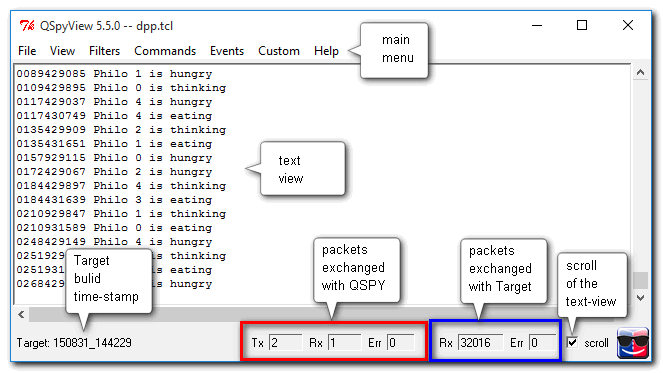 QSpyView 5.5.0 -- dpp.tcl
File View Filters Commands Events Custom Help
main
menu
0089429085 Philo 1 is hungry
0109429895 Philo 0 is thinking
0117429037 Philo 4 is hungry
0117430749 Philo 4 is eating
0135429909 Philo 2 is thinking
0135431651 Philo 1 is eating
0157929115 Philo 0 is hungry
0172429067 Philo 2 is hungry
0184429897 Philo 4 is thinking
0184431639 Philo 3 is eating
0210929847 Philo 1 is thinking
0210931589 Philo 0 is eating
0248429149 Philo 4 is hungry
025192 is thinking
025193 is eating
026842 is hungry
text
view
Target
bulid
time-stamp
packets
exchanged
with QSPY
packets
exchanged
with Target
scroll
of the
text-view
Target: 150831_144229 Tx 2 Rx 1 Err 0 Rx 32016 Err 0 scroll